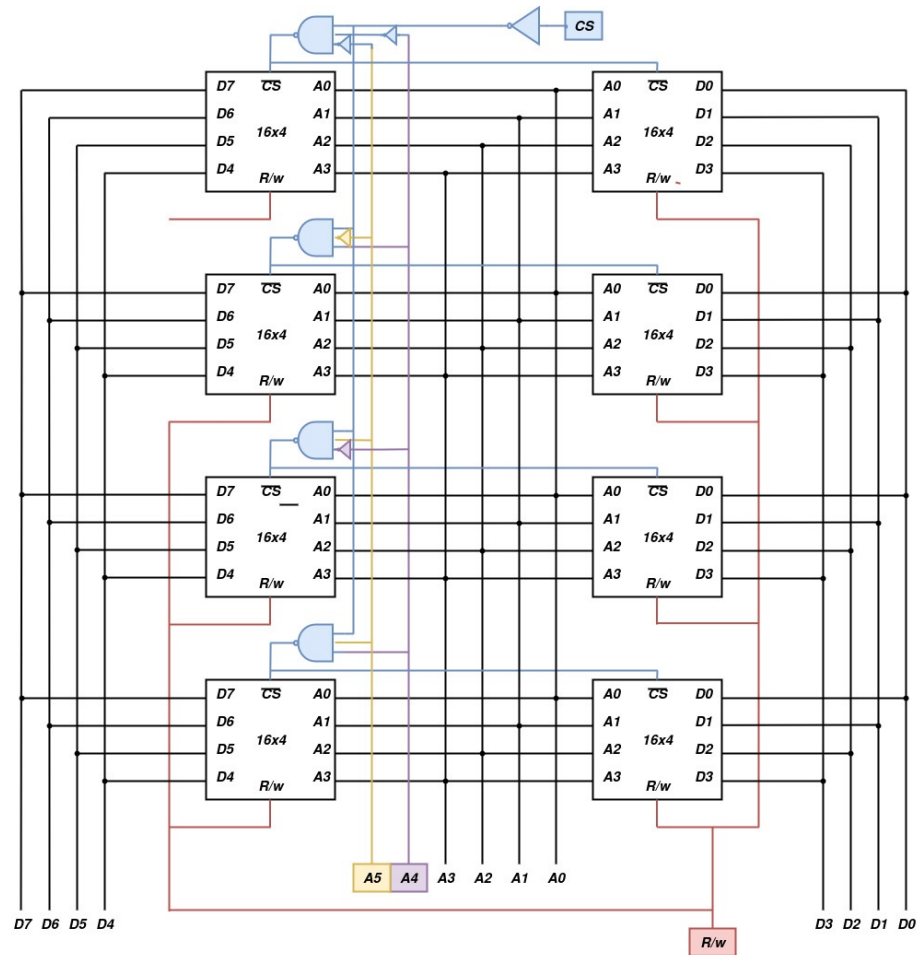 CS
D7 CS A0 A0 CS D0
D6 A1 A1 D1
16x4 16x4
D5 A2 A2 D2
D4 A3 A3 D3
R/w R/w
D7 CS A0 A0 CS D0
D6 A1 A1 D1
16x4 16x4
D5 A2 A2 D2
D4 A3 A3 D3
R/w R/w
D7 CS A0 A0 CS D0
D6 A1 A1 D1
16x4 16x4
D5 A2 A2 D2
D4 A3 A3 D3
R/w R/w
D7 CS A0 A0 CS D0
D6 A1 A1 D1
16x4 16x4
D5 A2 A2 D2
D4 A3 A3 D3
R/w R/w
A5 A4 A3 A2 A1 A0
D7 D6 D5 D4 D3 D2 D1 D0
R/w